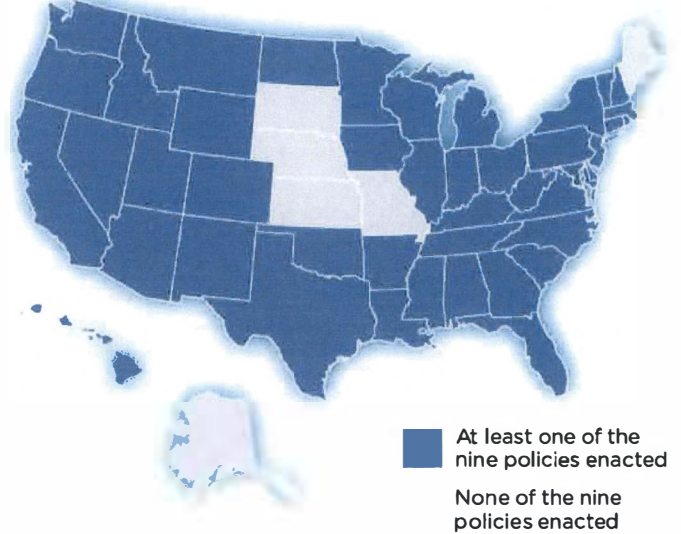 At least one of the
nine policies enacted
None of the nine
policies enacted